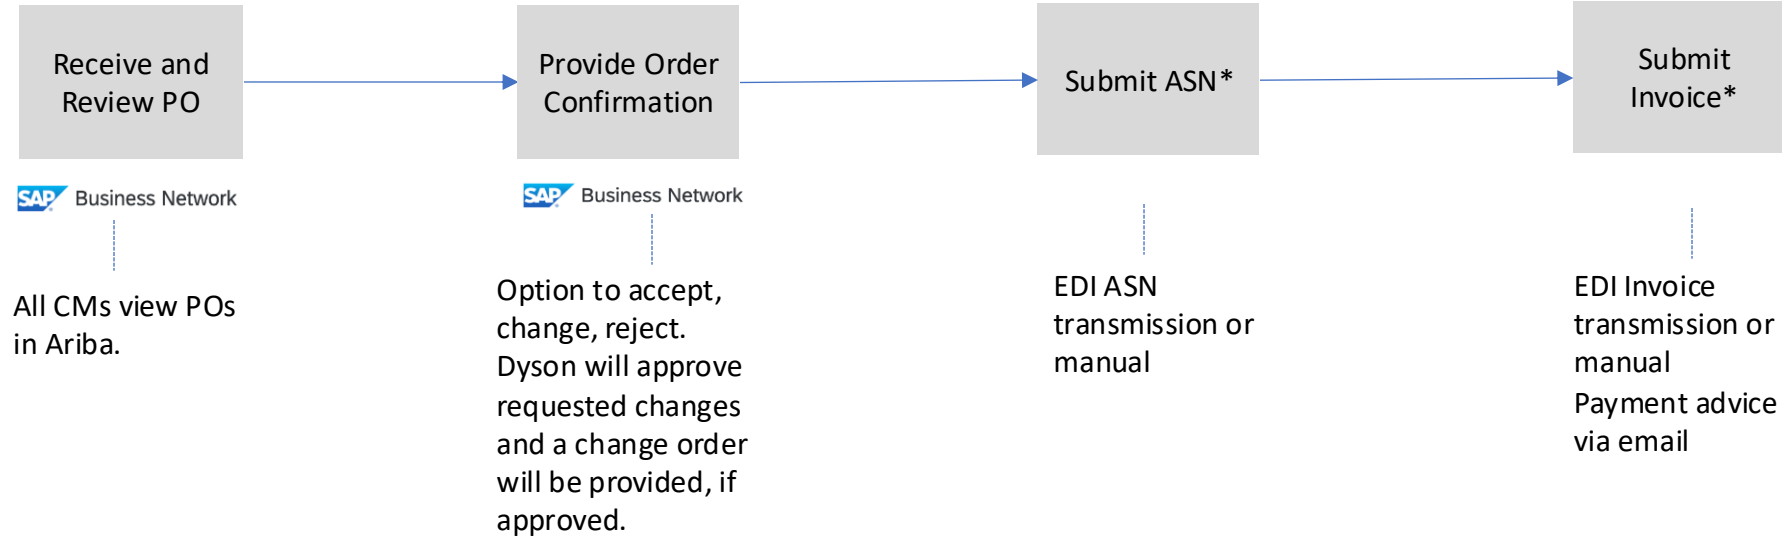 Receive and
Review PO
Provide Order
Confirmation
Submit ASN*
Submit
Invoice*
SAP Business Network
SAP Business Network
All CMs view POs
in Ariba.
Option to accept,
change, reject.
Dyson will approve
requested changes
and a change order
will be provided, if
approved.
EDI ASN
transmission or
manual
EDI Invoice
transmission or
manual
Payment advice
via email